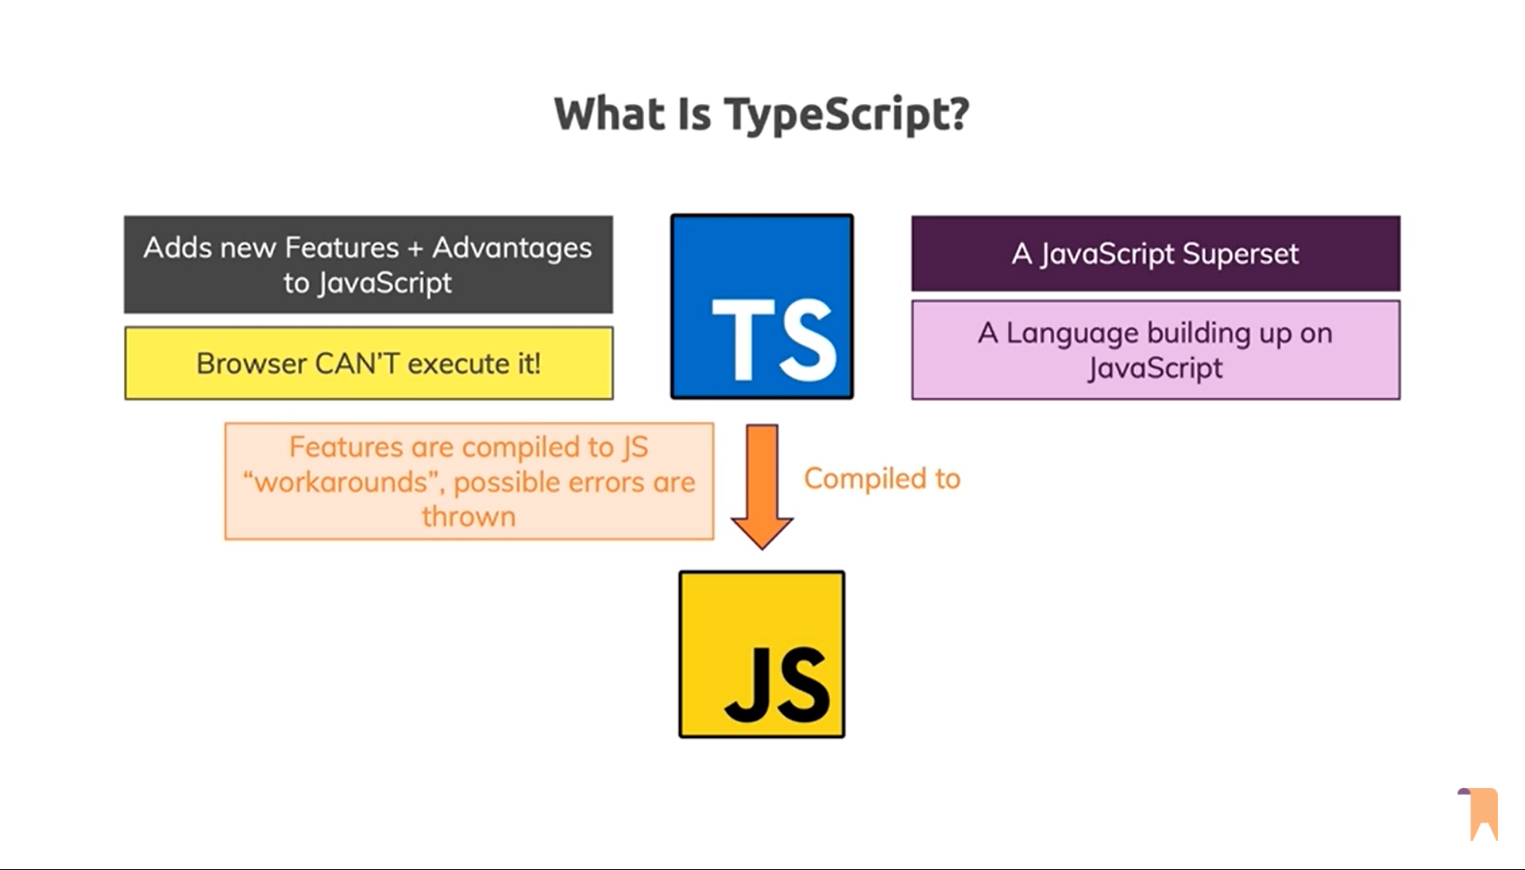 What Is TypeScript?
Adds new Features + Advantages
to JavaScript
Browser CAN'T execute it!
TS
A JavaScript Superset
A Language building up on
JavaScript
Features are compiled to JS
“workarounds”, possible errors are
thrown
Compiled to
JS